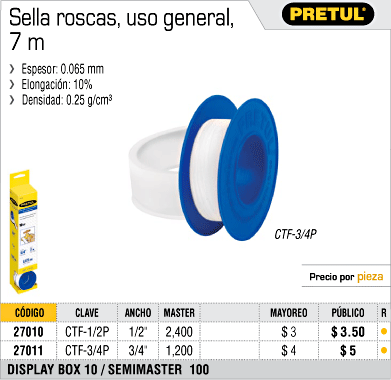 Sella roscas, uso general,
7 m
PRETUL®
› Espesor: 0.065 mm
› Elongación: 10%
› Densidad: 0.25 g/cm³
PRETUL
CTF-3/4P
Precio por pieza
CÓDIGO CLAVE ANCHO MASTER MAYOREO PÚBLICO R
27010 CTF-1/2P 1/2" 2,400 $ 3 $ 3.50 •
27011 CTF-3/4P 3/4" 1,200 $ 4 $ 5 •
DISPLAY BOX 10 / SEMIMASTER 100